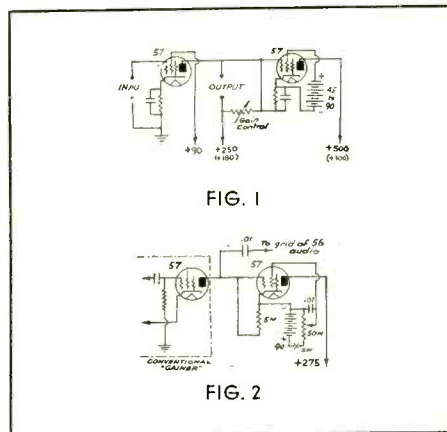 57
57
INPUT
OUTPUT
Gain
control
+
45
to
90
-
+90
+250
(+180)
+500
(+300)
FIG. 1
57
.01
To grid of 56
audio
57
5M
90
5M
.01
50M
CONVENTIONAL
"GAINER"
+275
FIG. 2